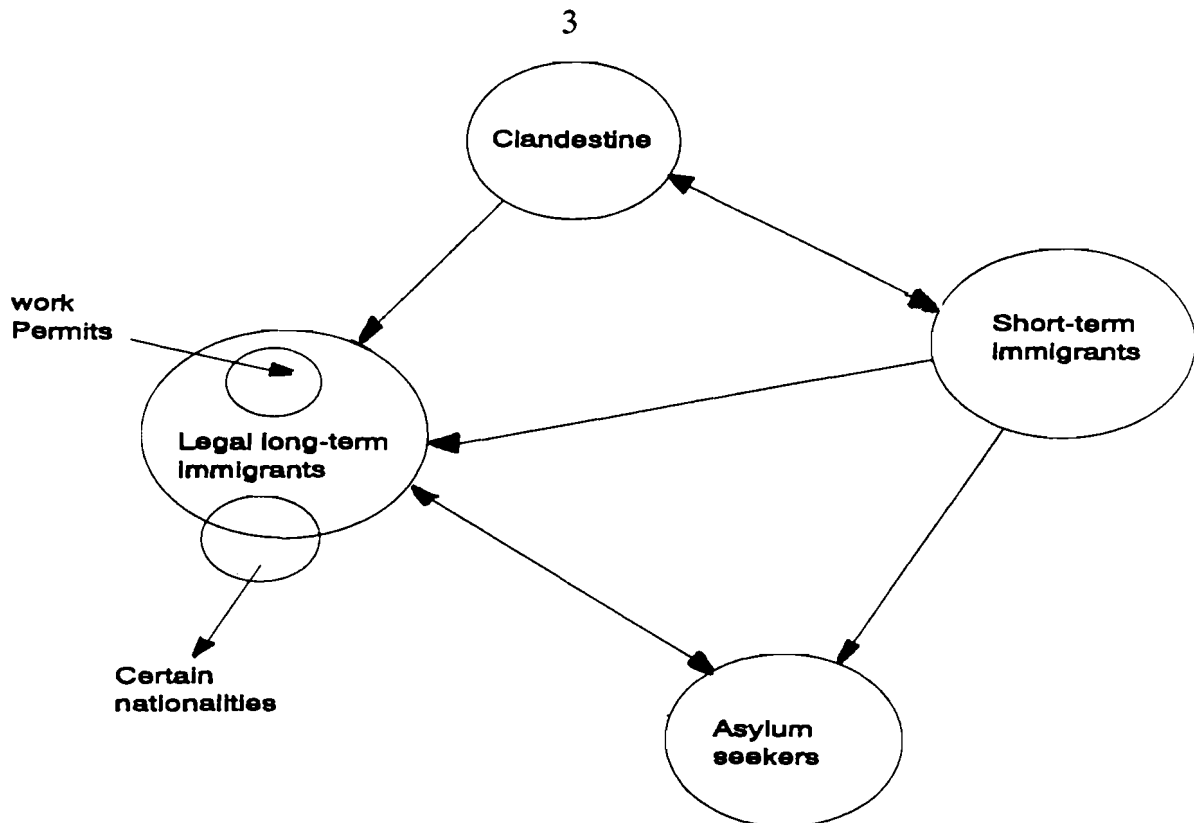 3
Clandestine
work
Permits
Short-term
immigrants
Legal long-term
immigrants
Certain
nationalities
Asylum
seekers